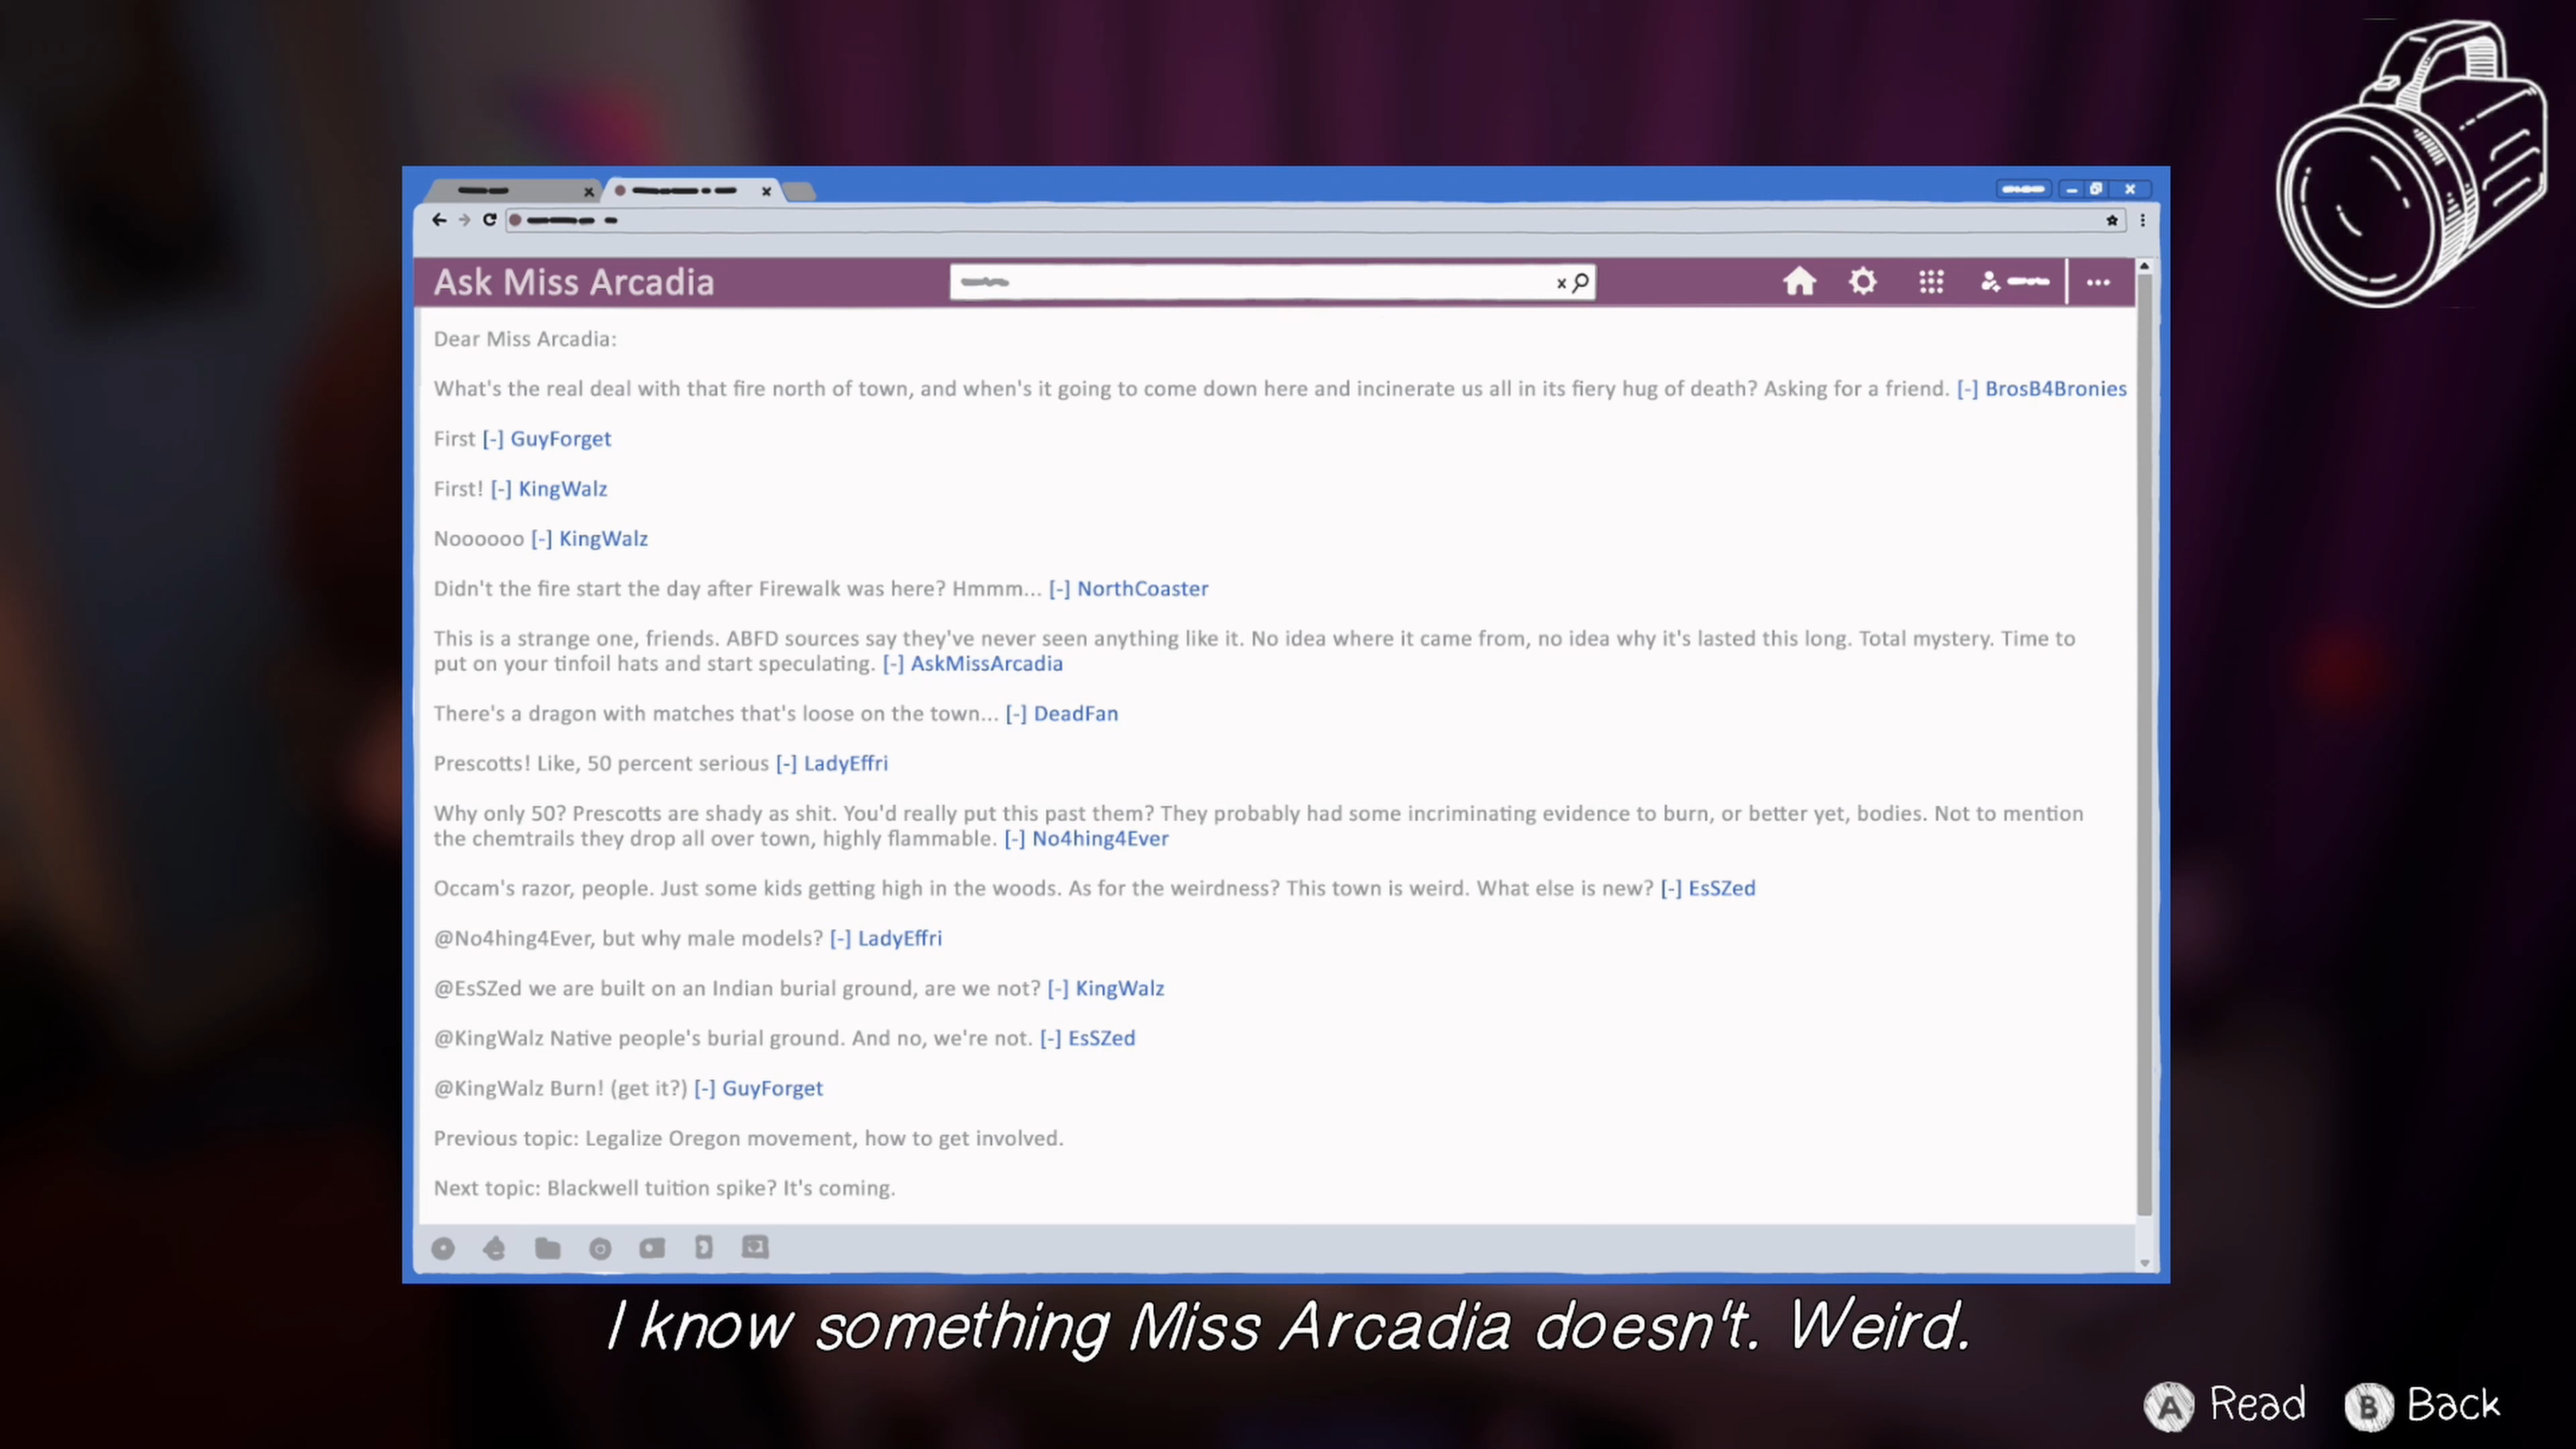 Ask Miss Arcadia
Dear Miss Arcadia:
What's the real deal with that fire north of town, and when's it going to come down here and incinerate us all in its fiery hug of death? Asking for a friend. [-] BrosB4Bronies
First [-] GuyForget
First! [-] KingWalz
Noooooo [-] KingWalz
Didn't the fire start the day after Firewalk was here? Hmmm... [-] NorthCoaster
This is a strange one, friends. ABFD sources say they've never seen anything like it. No idea where it came from, no idea why it's lasted this long. Total mystery. Time to
put on your tinfoil hats and start speculating. [-] AskMissArcadia
There's a dragon with matches that's loose on the town... [-] DeadFan
Prescotts! Like, 50 percent serious [-] LadyEffri
Why only 50? Prescotts are shady as shit. You'd really put this past them? They probably had some incriminating evidence to burn, or better yet, bodies. Not to mention
the chemtrails they drop all over town, highly flammable. [-] No4hing4Ever
Occam's razor, people. Just some kids getting high in the woods. As for the weirdness? This town is weird. What else is new? [-] EsSZed
@No4hing4Ever, but why male models? [-] LadyEffri
@EsSZed we are built on an Indian burial ground, are we not? [-] KingWalz
@KingWalz Native people's burial ground. And no, we're not. [-] EsSZed
@KingWalz Burn! (get it?) [-] GuyForget
Previous topic: Legalize Oregon movement, how to get involved.
Next topic: Blackwell tuition spike? It's coming.
I know something Miss Arcadia doesn't. Weird.
A Read B Back